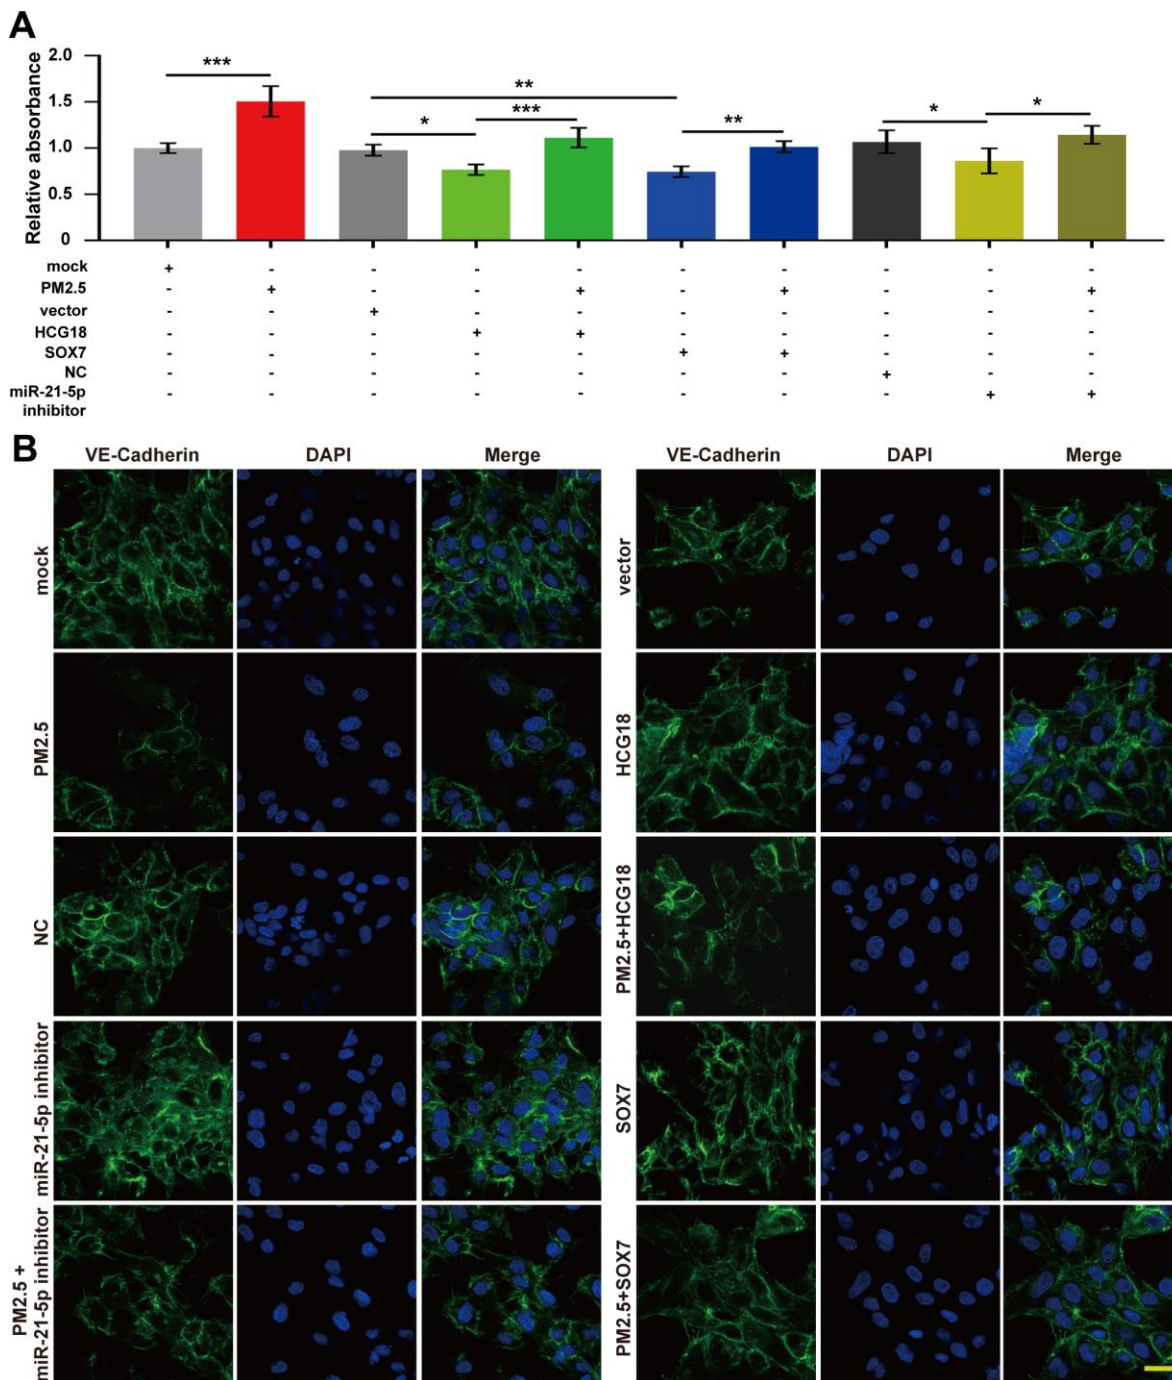 A
Relative absorbance
2.0
1.5
1.0
0.5
0
***
*
***
**
**
*
*
mock + - - - - - - - - -
PM2.5 - + - - + - + - - +
vector - - + - - - - - - -
HCG18 - - - + + - - - - -
SOX7 - - - - - + + - - -
NC - - - - - - - + - -
miR-21-5p - - - - - - - - + +
inhibitor
B
VE-Cadherin DAPI Merge VE-Cadherin DAPI Merge
mock
vector
PM2.5
HCG18
NC
PM2.5+HCG18
miR-21-5p inhibitor
SOX7
PM2.5 +
miR-21-5p inhibitor
PM2.5+SOX7